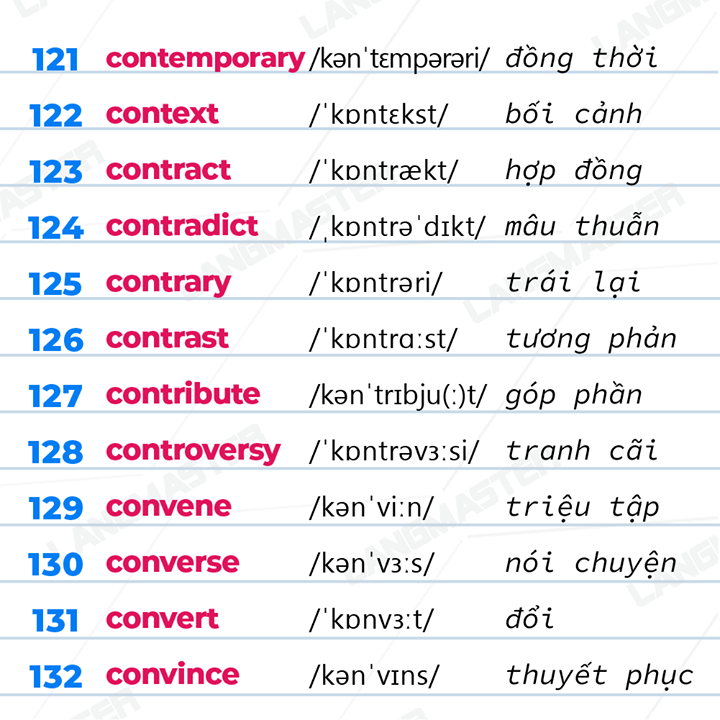 121 contemporary /kənˈtɛmpərəri/ đồng thời
122 context /ˈkɒntɛkst/ bối cảnh
123 contract /ˈkɒntrækt/ hợp đồng
124 contradict /ˌkɒntrəˈdɪkt/ mâu thuẫn
125 contrary /ˈkɒntrəri/ trái lại
126 contrast /ˈkɒntrɑːst/ tương phản
127 contribute /kənˈtrɪbju(ː)t/ góp phần
128 controversy /ˈkɒntrəvɜːsi/ tranh cãi
129 convene /kənˈviːn/ triệu tập
130 converse /kənˈvɜːs/ nói chuyện
131 convert /ˈkɒnvɜːt/ đổi
132 convince /kənˈvɪns/ thuyết phục
LANGMASTER